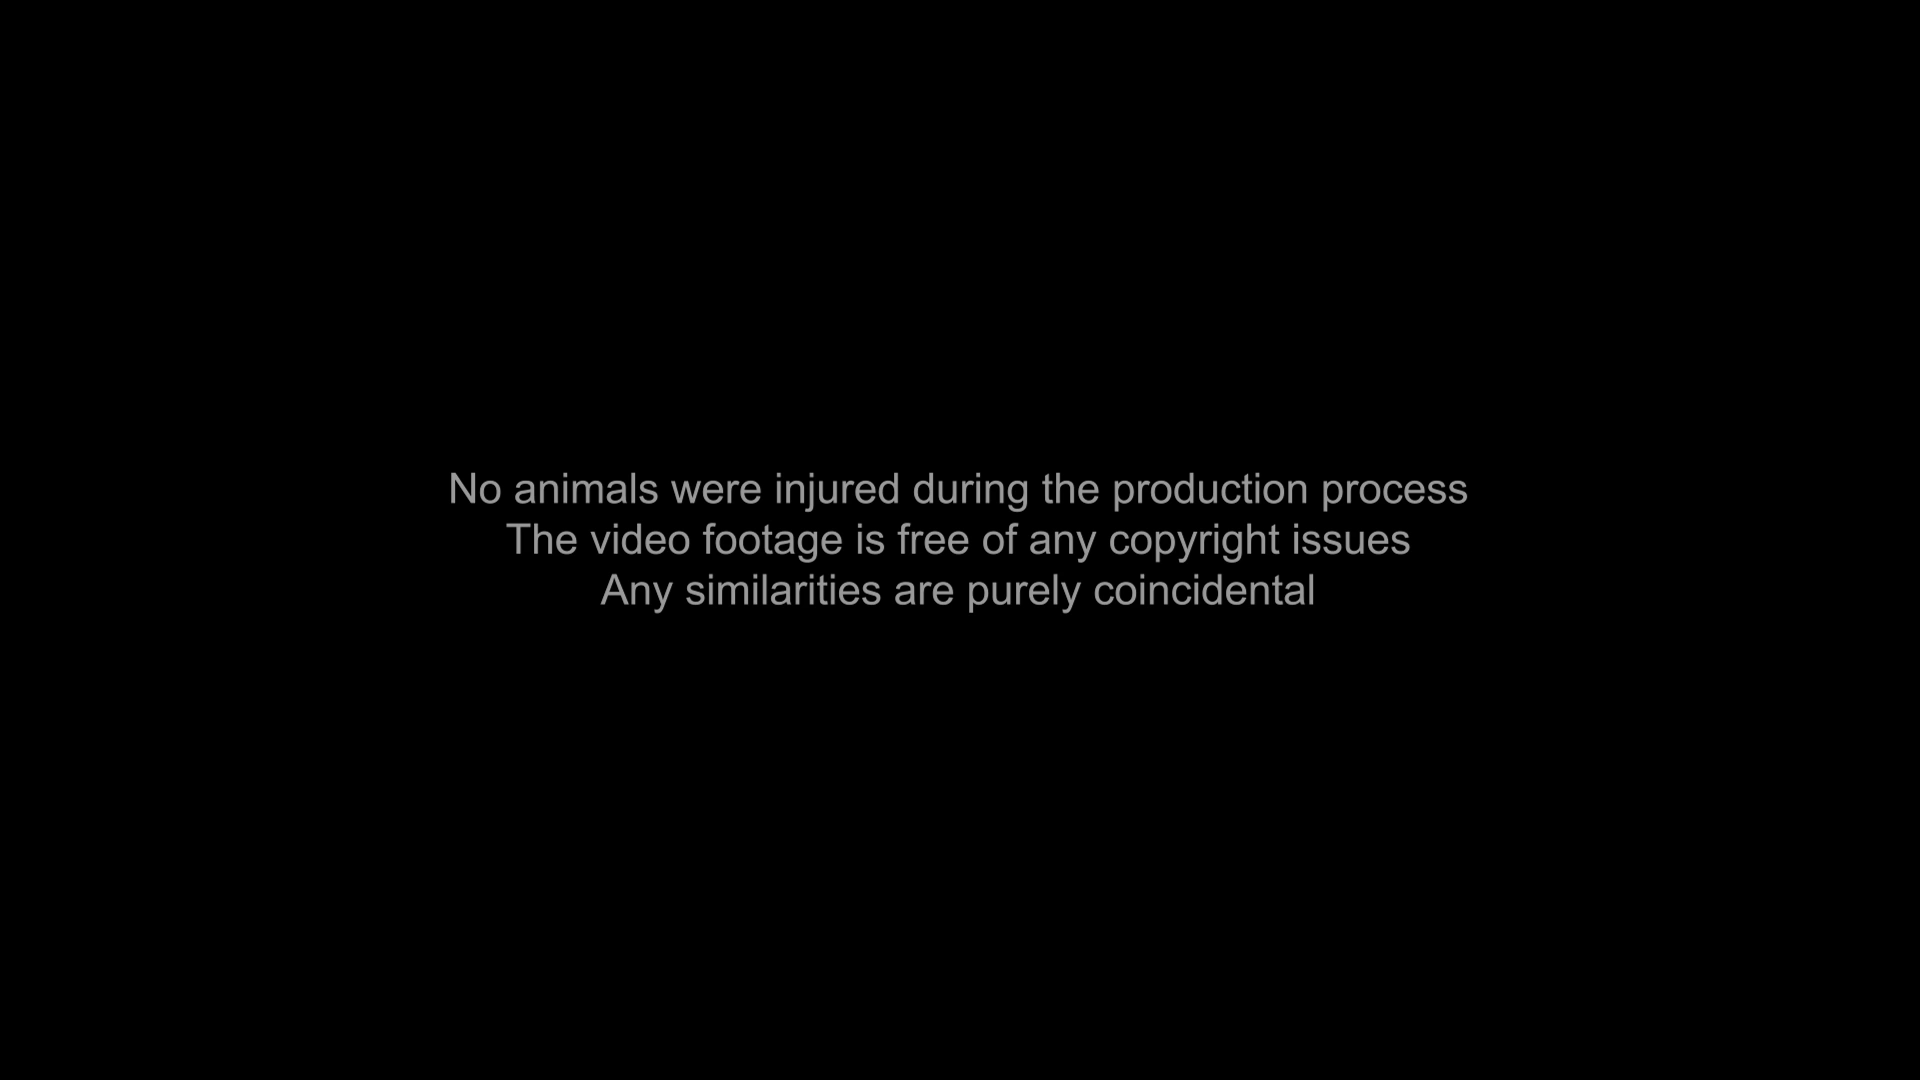 No animals were injured during the production process
The video footage is free of any copyright issues
Any similarities are purely coincidental